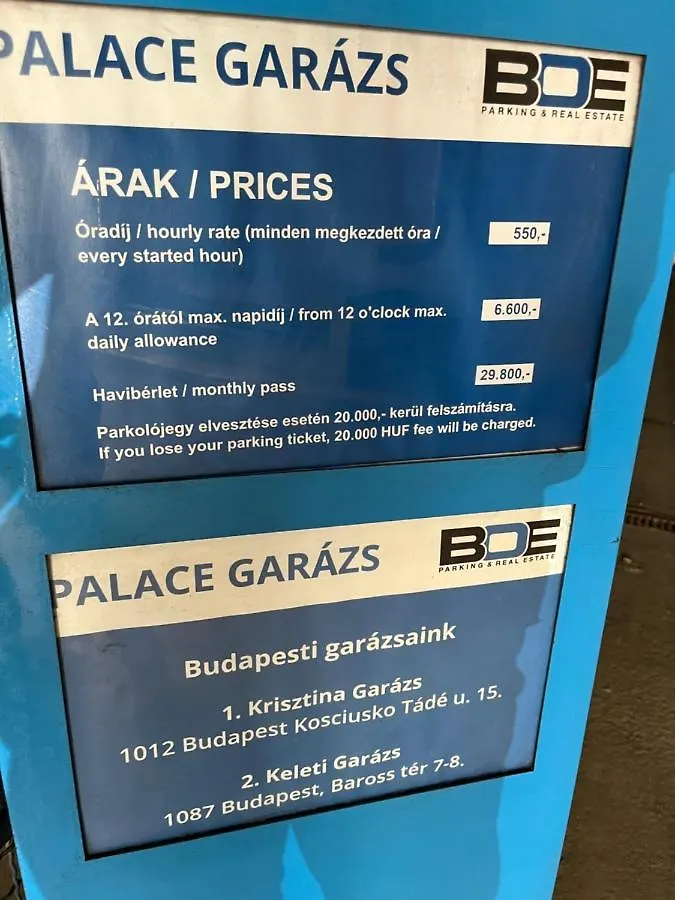 PALACE GARÁZS
BDE
PARKING & REAL ESTATE
ÁRAK / PRICES
Óradíj / hourly rate (minden megkezdett óra / every started hour) 550,-
A 12. órától max. napidíj / from 12 o'clock max. daily allowance 6.600,-
Havibérlet / monthly pass 29.800,-
Parkolójegy elvesztése esetén 20.000,- kerül felszámításra.
If you lose your parking ticket, 20.000 HUF fee will be charged.
PALACE GARÁZS
BDE
PARKING & REAL ESTATE
Budapesti garázsaink
1. Krisztina Garázs
1012 Budapest Kosciusko Tádé u. 15.
2. Keleti Garázs
1087 Budapest, Baross tér 7-8.